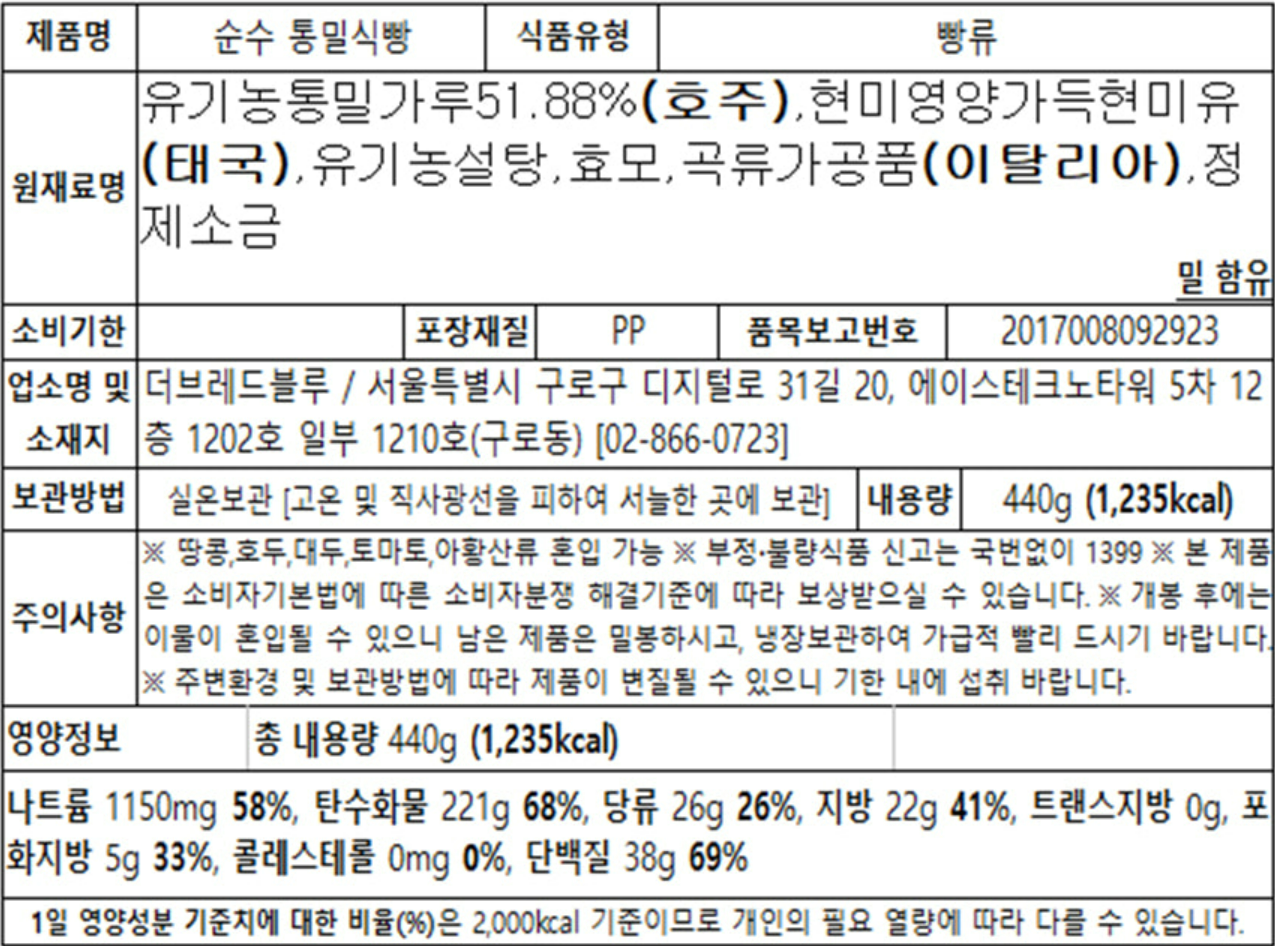 제품명 순수 통밀식빵 식품유형 빵류
원재료명
유기농통밀가루51.88%(호주),현미영양가득현미유
(태국),유기농설탕,효모,곡류가공품(이탈리아),정
제소금
밀 함유
소비기한 포장재질 PP 품목보고번호 2017008092923
업소명 및 더브레드블루 / 서울특별시 구로구 디지털로 31길 20, 에이스테크노타워 5차 12
소재지 층 1202호 일부 1210호(구로동) [02-866-0723]
보관방법 실온보관 [고온 및 직사광선을 피하여 서늘한 곳에 보관] 내용량 440g (1,235kcal)
주의사항
※ 땅콩,호두,대두,토마토,아황산류 혼입 가능 ※ 부정·불량식품 신고는 국번없이 1399 ※ 본 제품
은 소비자기본법에 따른 소비자분쟁 해결기준에 따라 보상받으실 수 있습니다. ※ 개봉 후에는
이물이 혼입될 수 있으니 남은 제품은 밀봉하시고, 냉장보관하여 가급적 빨리 드시기 바랍니다.
※ 주변환경 및 보관방법에 따라 제품이 변질될 수 있으니 기한 내에 섭취 바랍니다.
영양정보 총 내용량 440g (1,235kcal)
나트륨 1150mg 58%, 탄수화물 221g 68%, 당류 26g 26%, 지방 22g 41%, 트랜스지방 0g, 포
화지방 5g 33%, 콜레스테롤 0mg 0%, 단백질 38g 69%
1일 영양성분 기준치에 대한 비율(%)은 2,000kcal 기준이므로 개인의 필요 열량에 따라 다를 수 있습니다.